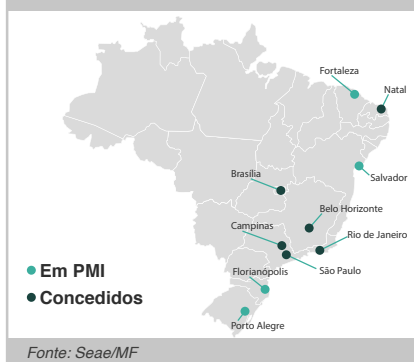 Fortaleza
Natal
Brasília
Salvador
Belo Horizonte
Campinas
Rio de Janeiro
São Paulo
Em PMI
Florianópolis
Concedidos
Porto Alegre
Fonte: Seae/MF